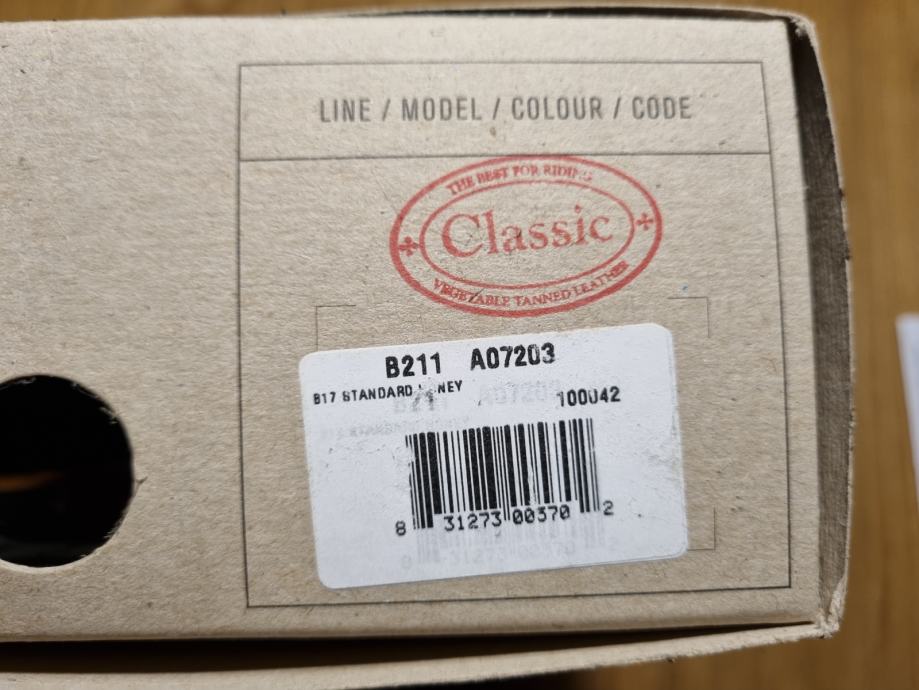 LINE / MODEL / COLOUR / CODE
THE BEST FOR RIDING
Classic
VEGETABLE TANNED LEATHER
B211 A07203
B17 STANDARD
100042
8 31273 00370 2